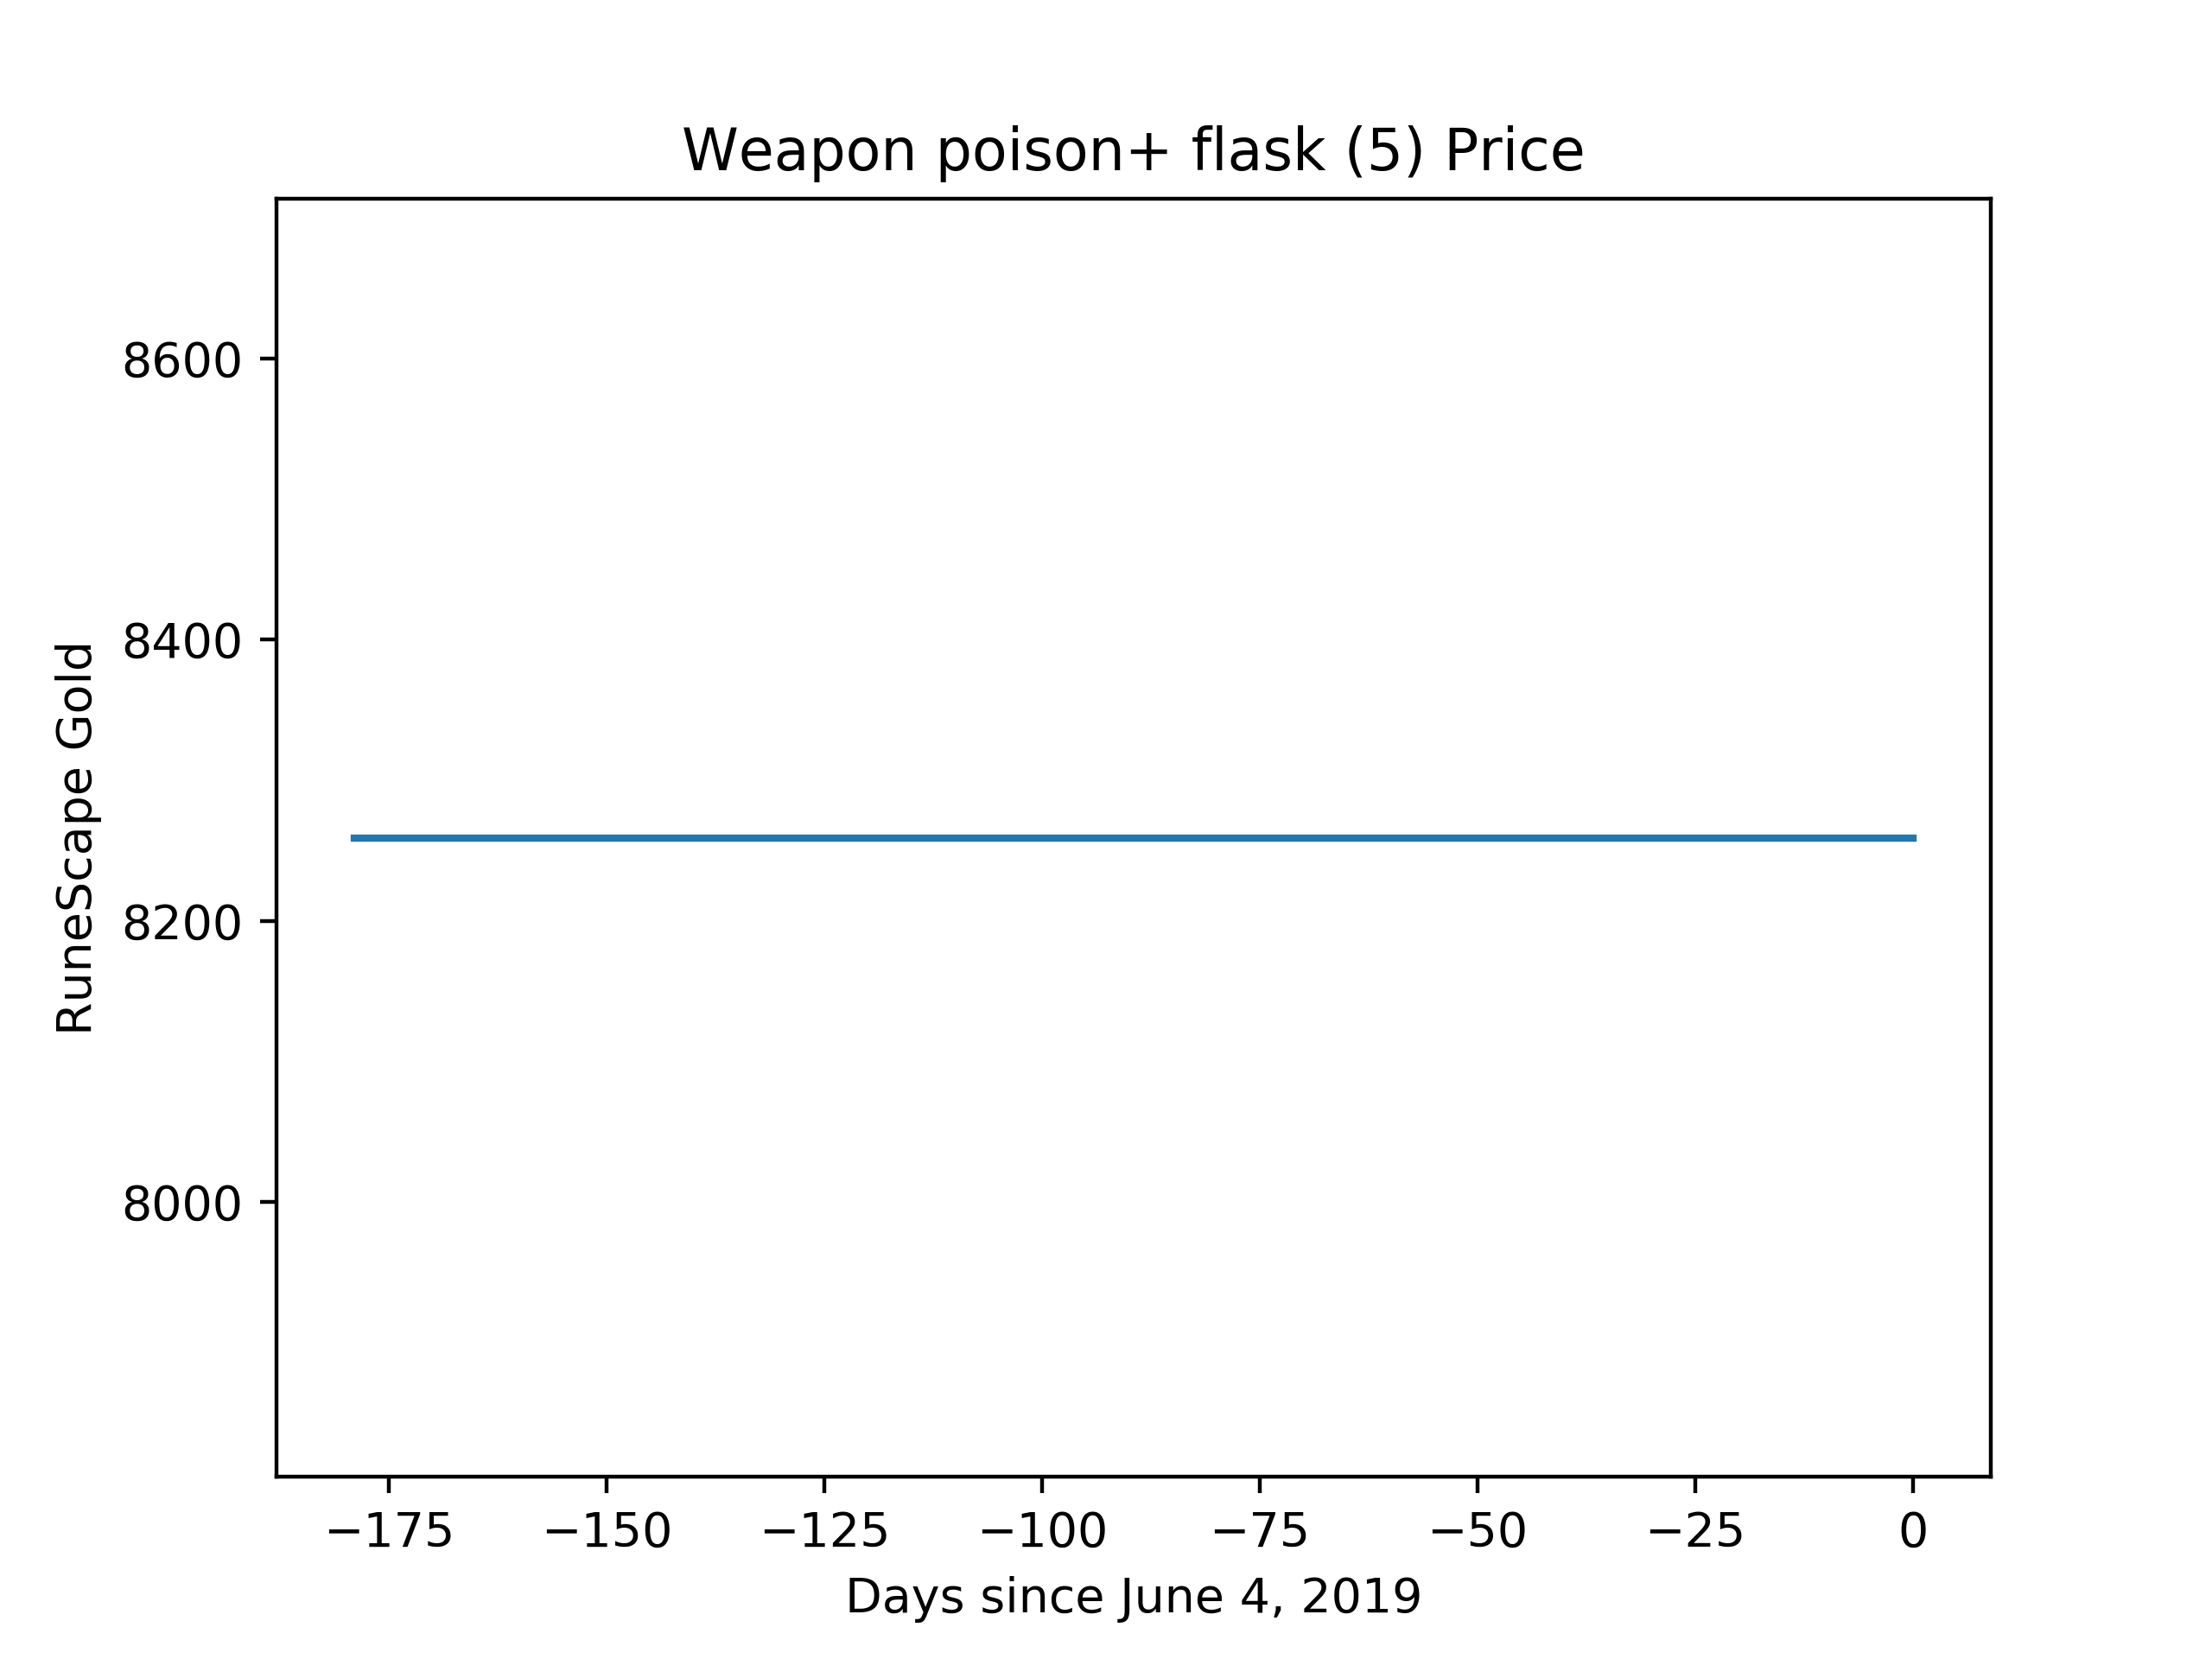 Weapon poison+ flask (5) Price
RuneScape Gold
8600
8400
8200
8000
−175 −150 −125 −100 −75 −50 −25 0
Days since June 4, 2019